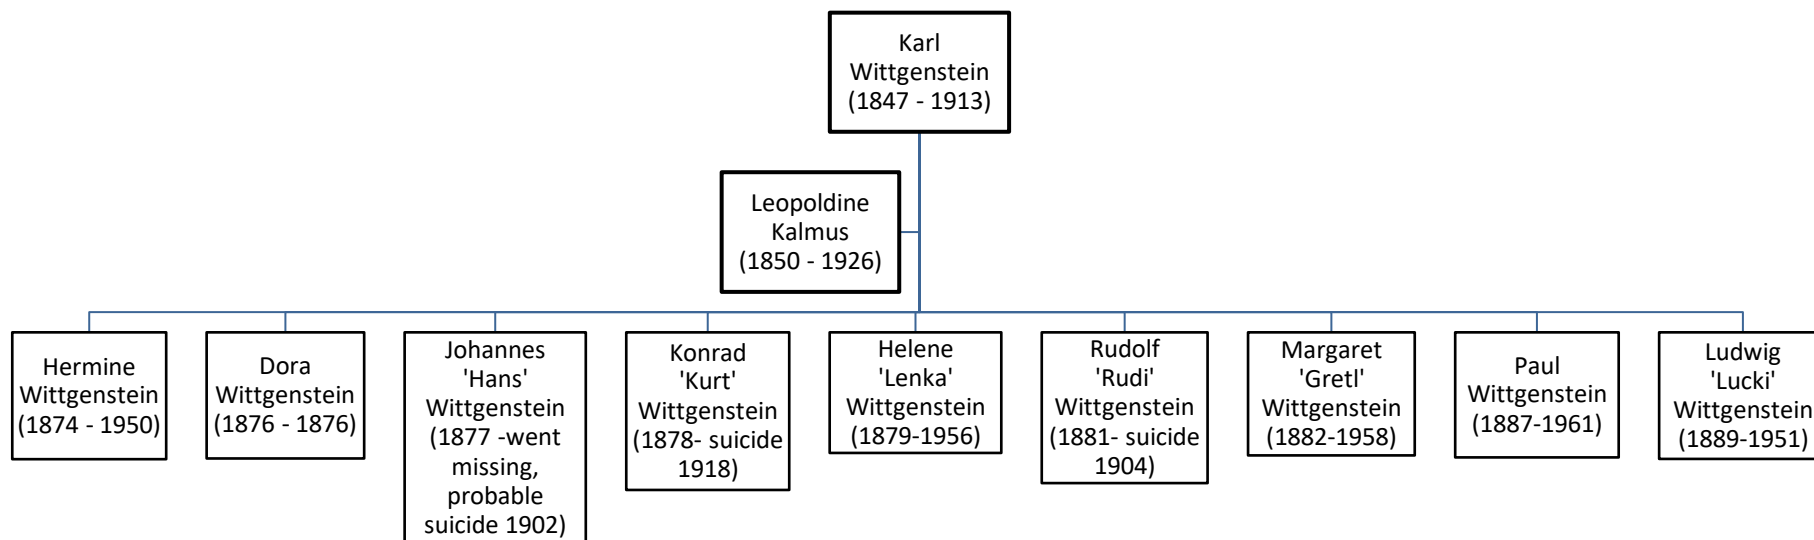 Karl
Wittgenstein
(1847 - 1913)
Leopoldine
Kalmus
(1850 - 1926)
Hermine
Wittgenstein
(1874 - 1950)
Dora
Wittgenstein
(1876 - 1876)
Johannes
'Hans'
Wittgenstein
(1877 -went
missing,
probable
suicide 1902)
Konrad
'Kurt'
Wittgenstein
(1878- suicide
1918)
Helene
'Lenka'
Wittgenstein
(1879-1956)
Rudolf
'Rudi'
Wittgenstein
(1881- suicide
1904)
Margaret
'Gretl'
Wittgenstein
(1882-1958)
Paul
Wittgenstein
(1887-1961)
Ludwig
'Lucki'
Wittgenstein
(1889-1951)